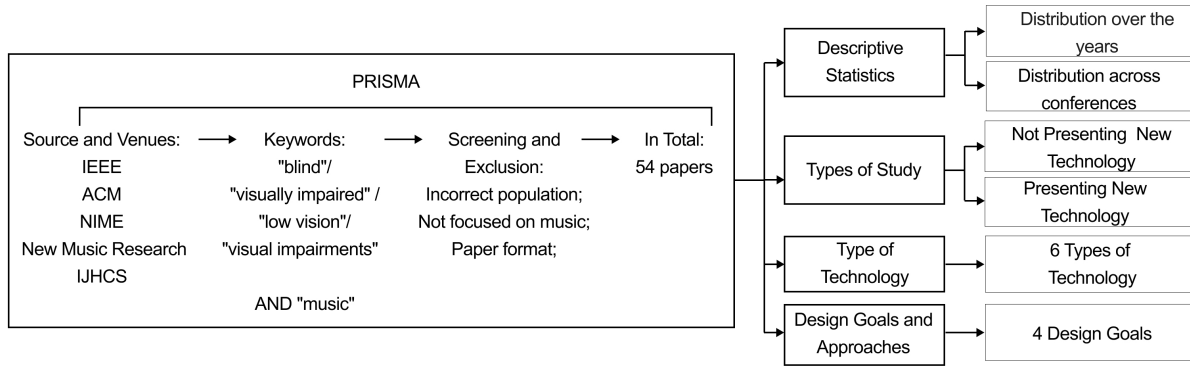 PRISMA
Source and Venues:
IEEE
ACM
NIME
New Music Research
IJHCS
Keywords:
"blind"/
"visually impaired" /
"low vision"/
"visual impairments"
AND "music"
Screening and
Exclusion:
Incorrect population;
Not focused on music;
Paper format;
In Total:
54 papers
Descriptive
Statistics
Distribution over the
years
Distribution across
conferences
Types of Study
Not Presenting New
Technology
Presenting New
Technology
Type of
Technology
6 Types of
Technology
Design Goals and
Approaches
4 Design Goals